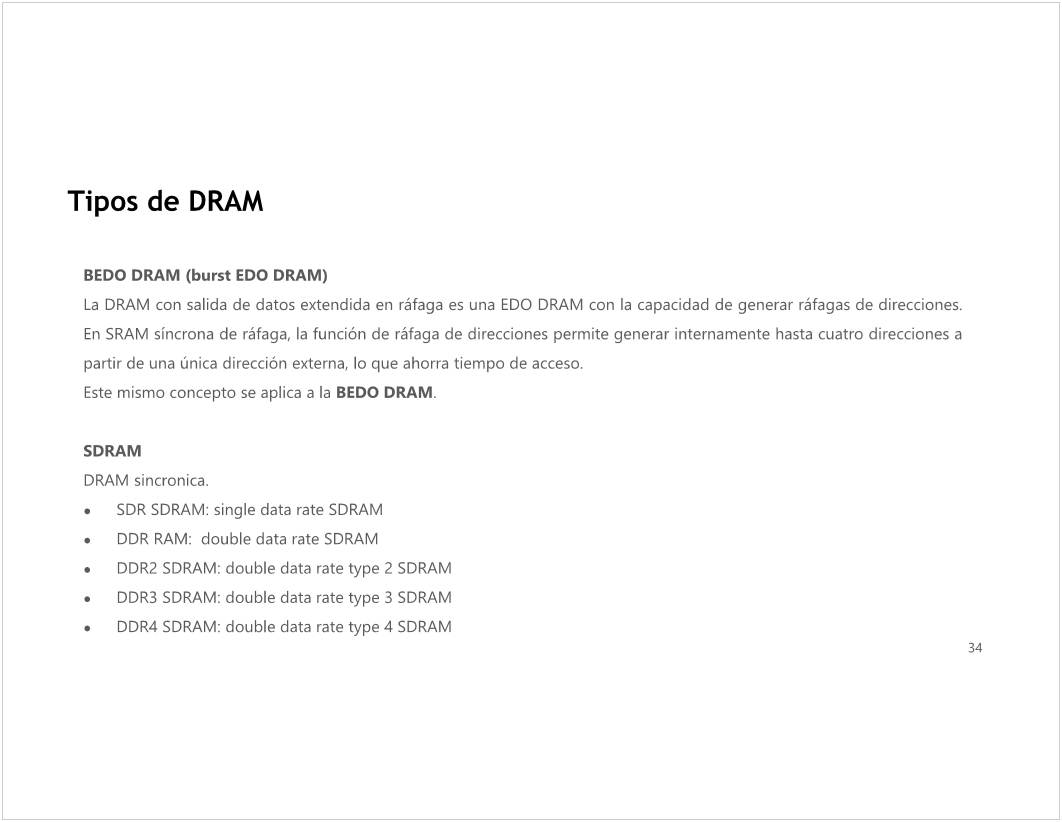 Tipos de DRAM
BEDO DRAM (burst EDO DRAM)
La DRAM con salida de datos extendida en ráfaga es una EDO DRAM con la capacidad de generar ráfagas de direcciones.
En SRAM síncrona de ráfaga, la función de ráfaga de direcciones permite generar internamente hasta cuatro direcciones a
partir de una única dirección externa, lo que ahorra tiempo de acceso.
Este mismo concepto se aplica a la BEDO DRAM.
SDRAM
DRAM sincronica.
● SDR SDRAM: single data rate SDRAM
● DDR RAM:  double data rate SDRAM
● DDR2 SDRAM: double data rate type 2 SDRAM
● DDR3 SDRAM: double data rate type 3 SDRAM
● DDR4 SDRAM: double data rate type 4 SDRAM
34